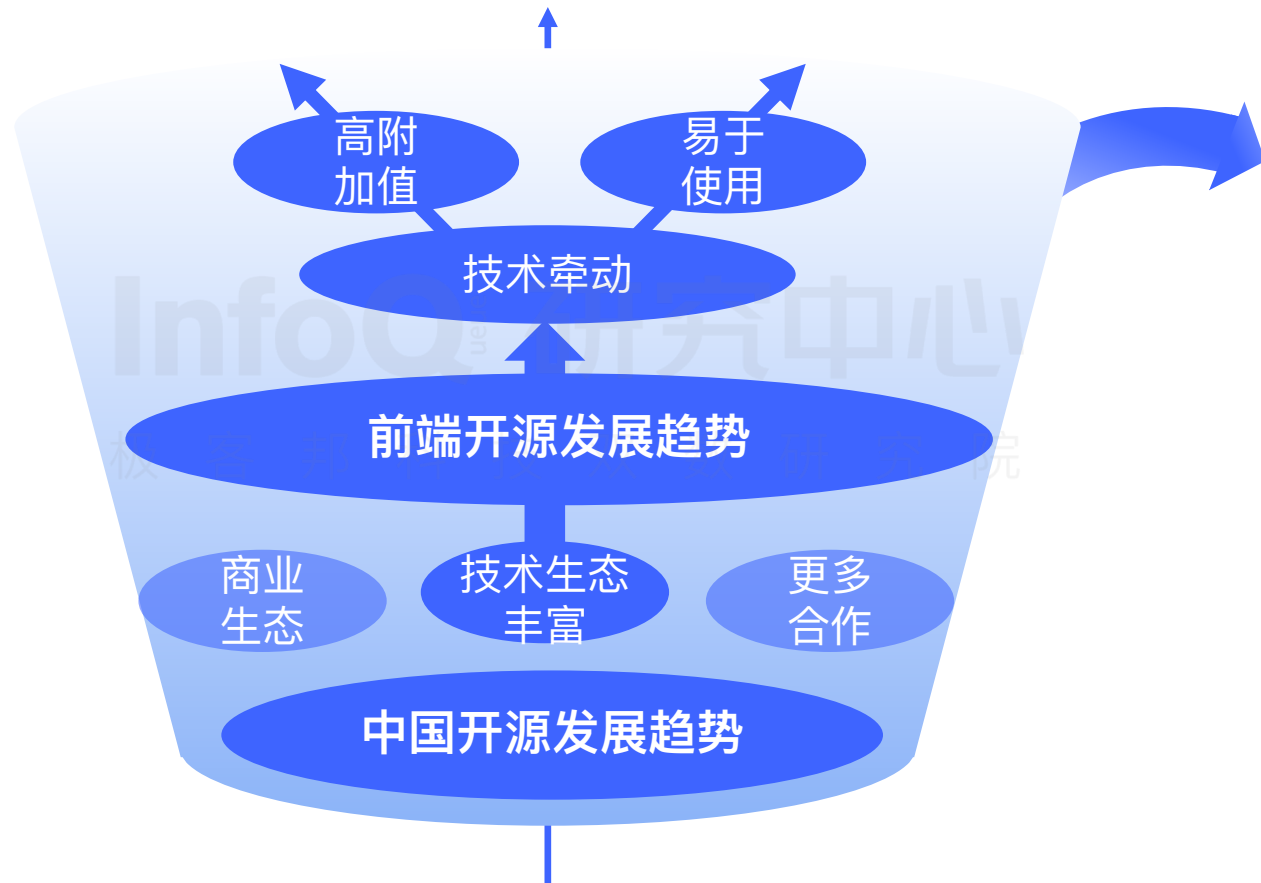 高附
加值
易于
使用
技术牵动
InfoQ 研究中心
前端开源发展趋势
极客邦科技双数研究院
商业
生态
技术生态
丰富
更多
合作
中国开源发展趋势